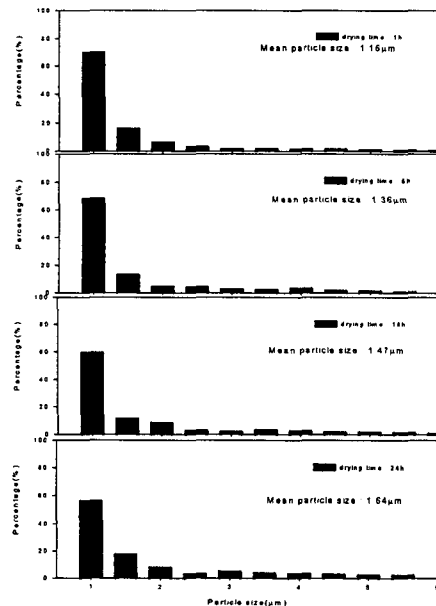 100
80
60
40
20
0
Percentage(%)
drying time 1h
Mean particle size 1.16µm
100
80
60
40
20
0
Percentage(%)
drying time 6h
Mean particle size 1.36µm
100
80
60
40
20
0
Percentage(%)
drying time
Mean particle size 1.47µm
100
80
60
40
20
0
Percentage(%)
drying time 24h
Mean particle size 1.64µm
1 2 3 4 5
Particle size(µm)